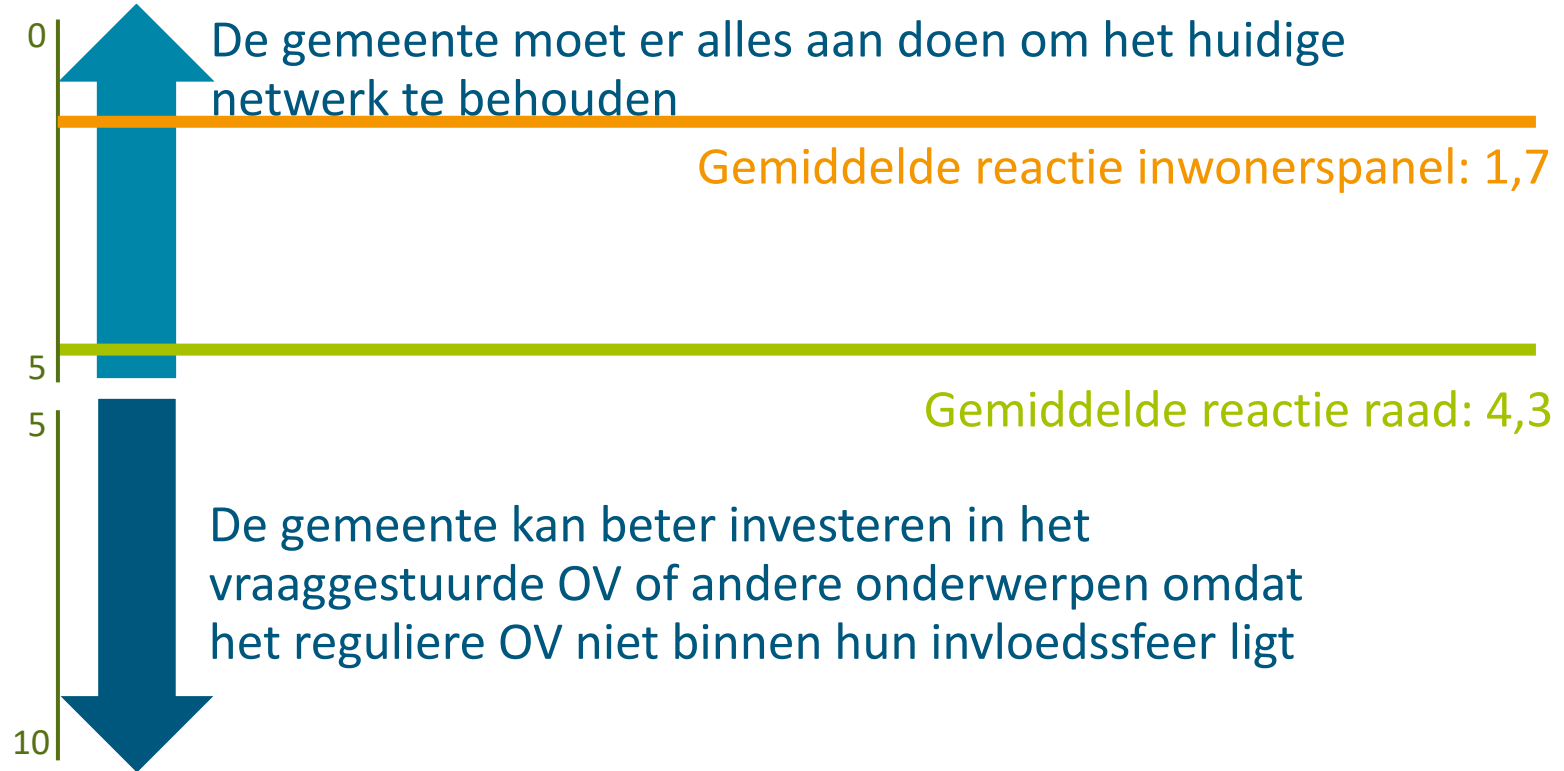 0
De gemeente moet er alles aan doen om het huidige
netwerk te behouden
Gemiddelde reactie inwonerspanel: 1,7
5
5
Gemiddelde reactie raad: 4,3
De gemeente kan beter investeren in het
vraaggestuurde OV of andere onderwerpen omdat
het reguliere OV niet binnen hun invloedssfeer ligt
10